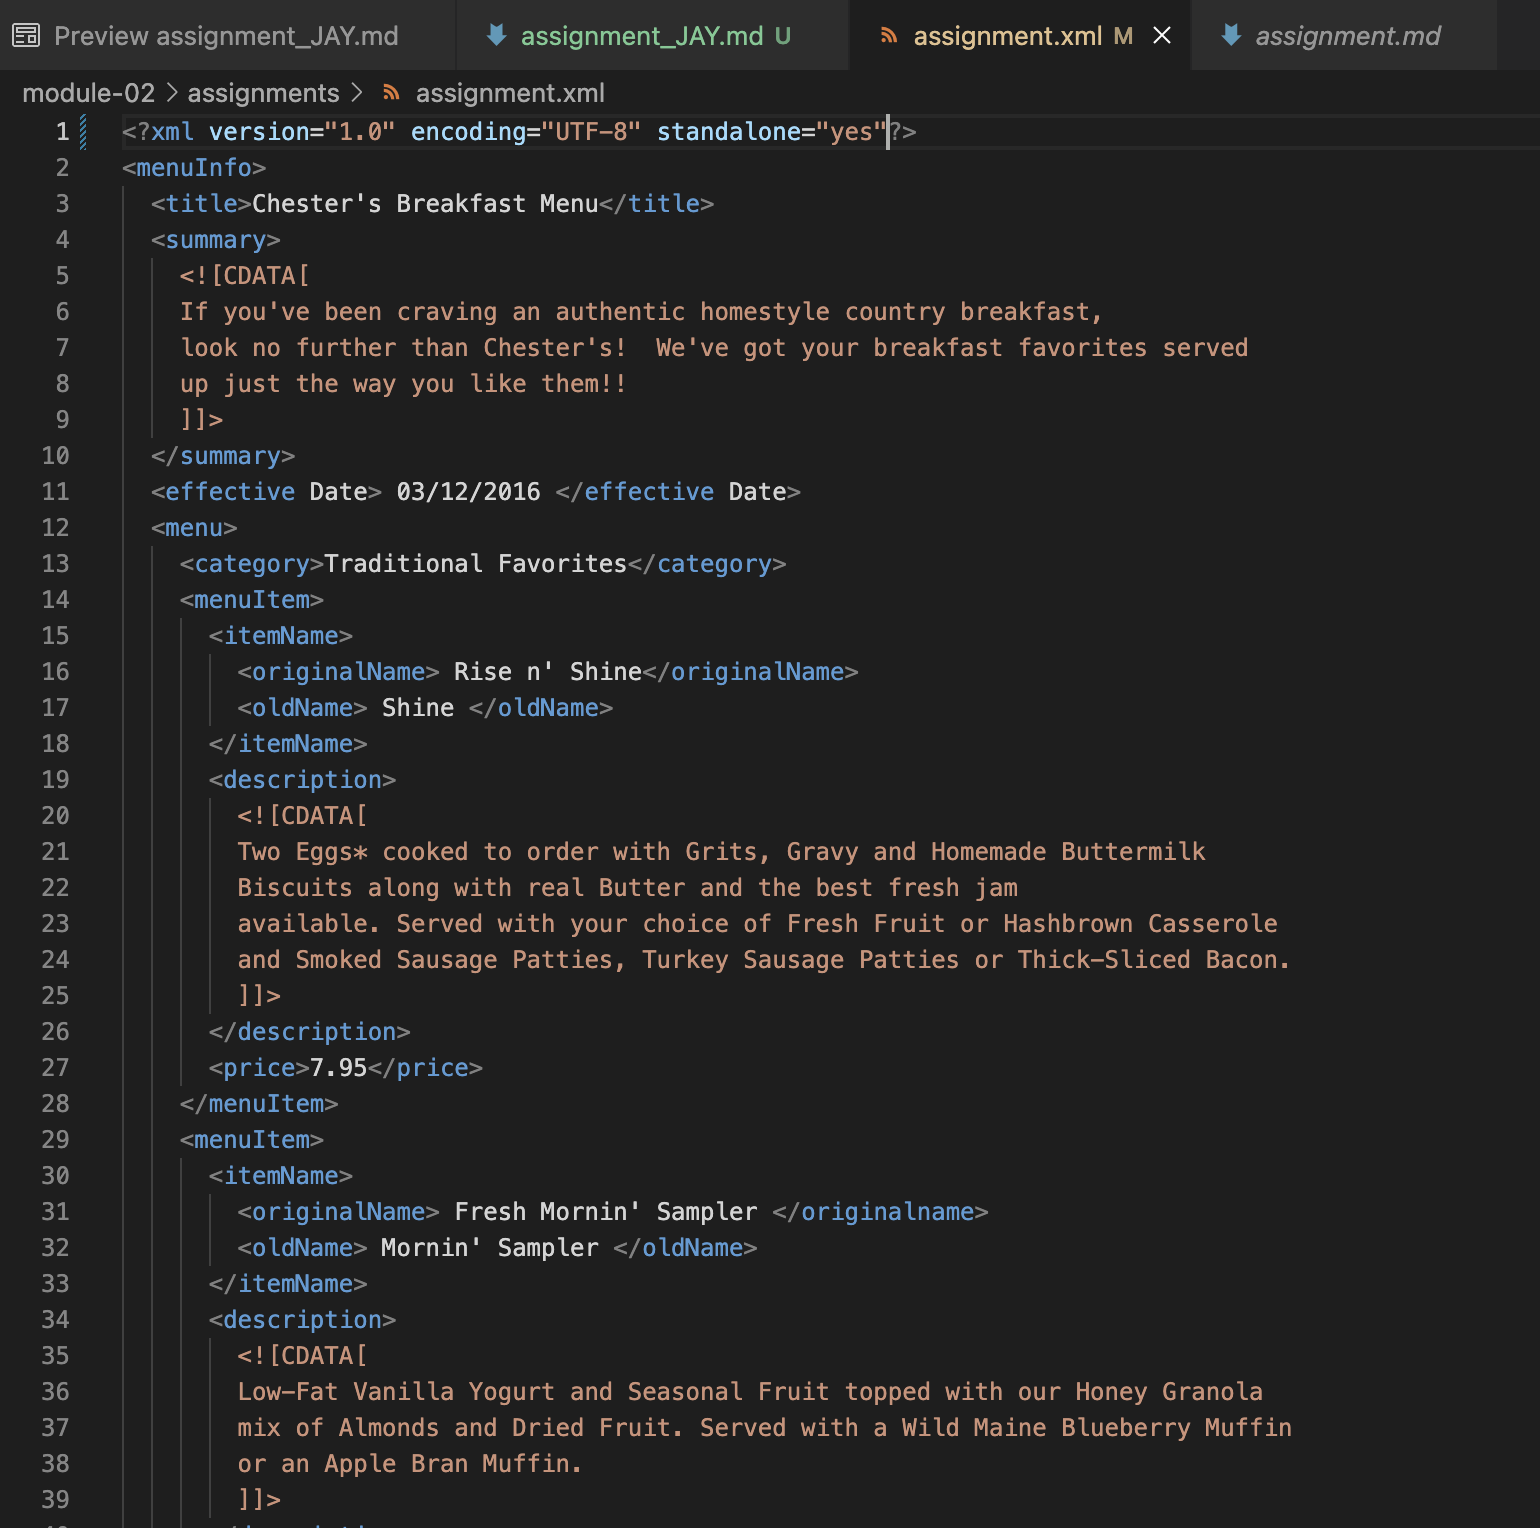 Preview assignment_JAY.md assignment_JAY.md U assignment.xml M assignment.md
module-02 > assignments > assignment.xml
1 <?xml version="1.0" encoding="UTF-8" standalone="yes"?>
2 <menuInfo>
3 <title>Chester's Breakfast Menu</title>
4 <summary>
5 <![CDATA[
6 If you've been craving an authentic homestyle country breakfast,
7 look no further than Chester's!  We've got your breakfast favorites served
8 up just the way you like them!!
9 ]]>
10 </summary>
11 <effective Date> 03/12/2016 </effective Date>
12 <menu>
13 <category>Traditional Favorites</category>
14 <menuItem>
15 <itemName>
16 <originalName> Rise n' Shine</originalName>
17 <oldName> Shine </oldName>
18 </itemName>
19 <description>
20 <![CDATA[
21 Two Eggs* cooked to order with Grits, Gravy and Homemade Buttermilk
22 Biscuits along with real Butter and the best fresh jam
23 available. Served with your choice of Fresh Fruit or Hashbrown Casserole
24 and Smoked Sausage Patties, Turkey Sausage Patties or Thick-Sliced Bacon.
25 ]]>
26 </description>
27 <price>7.95</price>
28 </menuItem>
29 <menuItem>
30 <itemName>
31 <originalName> Fresh Mornin' Sampler </originalname>
32 <oldName> Mornin' Sampler </oldName>
33 </itemName>
34 <description>
35 <![CDATA[
36 Low-Fat Vanilla Yogurt and Seasonal Fruit topped with our Honey Granola
37 mix of Almonds and Dried Fruit. Served with a Wild Maine Blueberry Muffin
38 or an Apple Bran Muffin.
39 ]]>